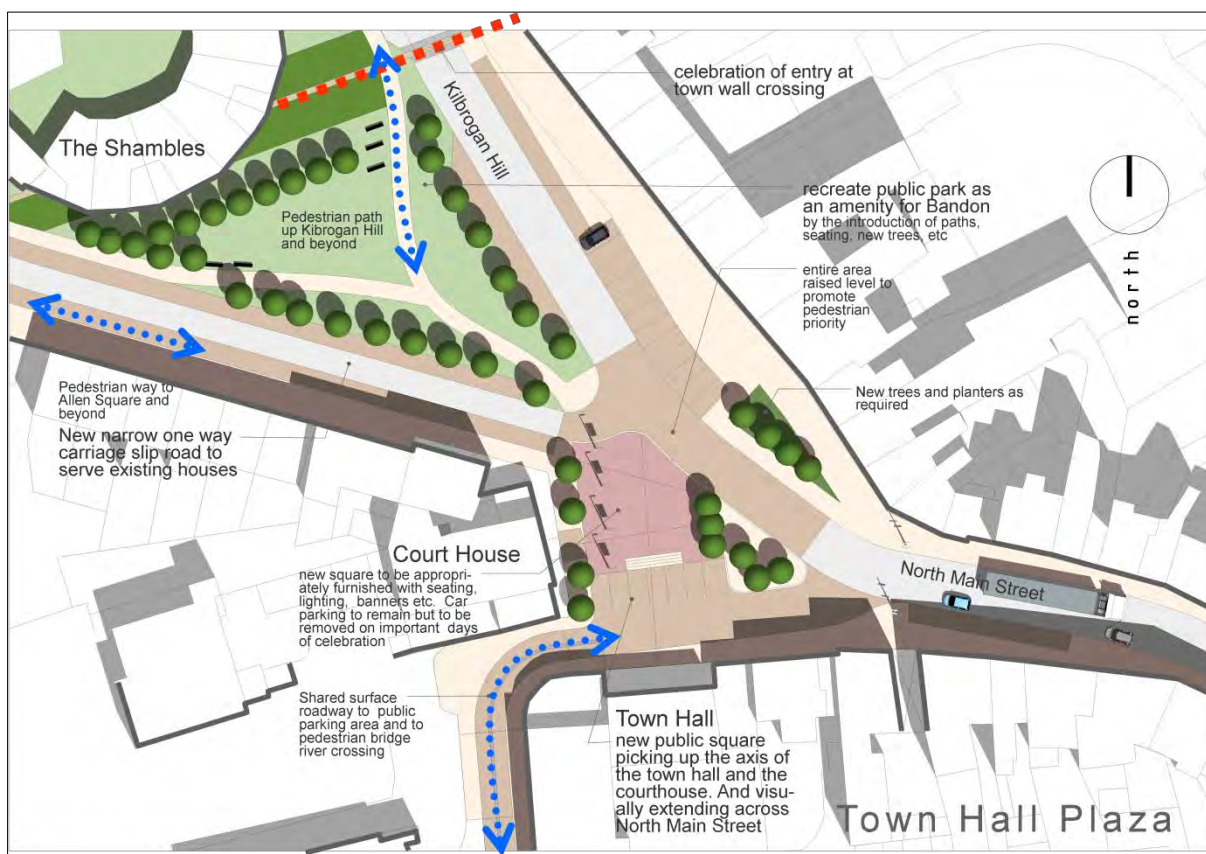 celebration of entry at
town wall crossing
Kilbrogan Hill
The Shambles
recreate public park as
an amenity for Bandon
by the introduction of paths,
seating, new trees, etc
north
Pedestrian path
up Kibrogan Hill
and beyond
entire area
raised level to
promote
pedestrian
priority
Pedestrian way to
Allen Square and
beyond
New narrow one way
carriage slip road to
serve existing houses
New trees and planters as
required
Court House
new square to be appropri-
ately furnished with seating,
lighting, banners etc. Car
parking to remain but to be
removed on important days
of celebration
North Main Street
Shared surface
roadway to public
parking area and to
pedestrian bridge
river crossing
Town Hall
new public square
picking up the axis of
the town hall and the
courthouse. And visu-
ally extending across
North Main Street
Town Hall Plaza